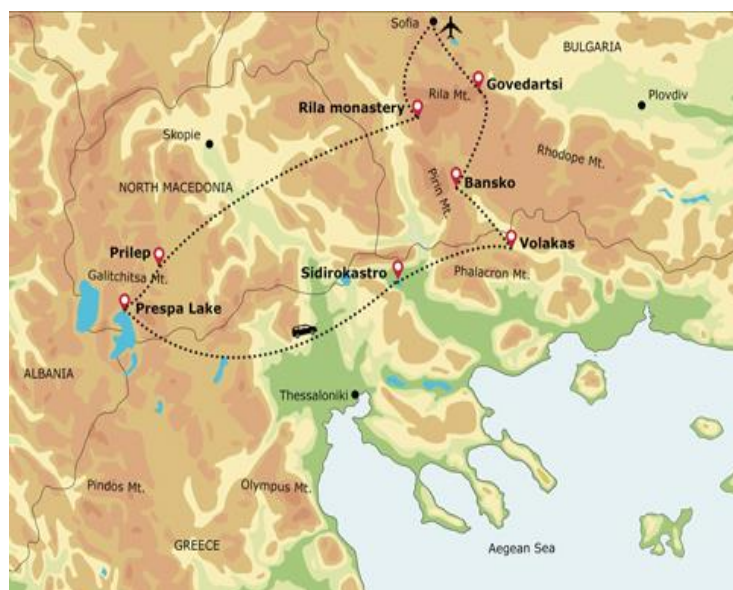 Sofia
BULGARIA
Govedartsi
Rila Mt.
Plovdiv
Rila monastery
Skopie
Rhodope Mt.
NORTH MACEDONIA
Bansko
Pirin Mt.
Volakas
Prilep
Sidirokastro
Phalacron Mt.
Galitchitsa Mt.
Prespa Lake
ALBANIA
Thessaloniki
Pindos Mt.
Olympus Mt.
GREECE
Aegean Sea